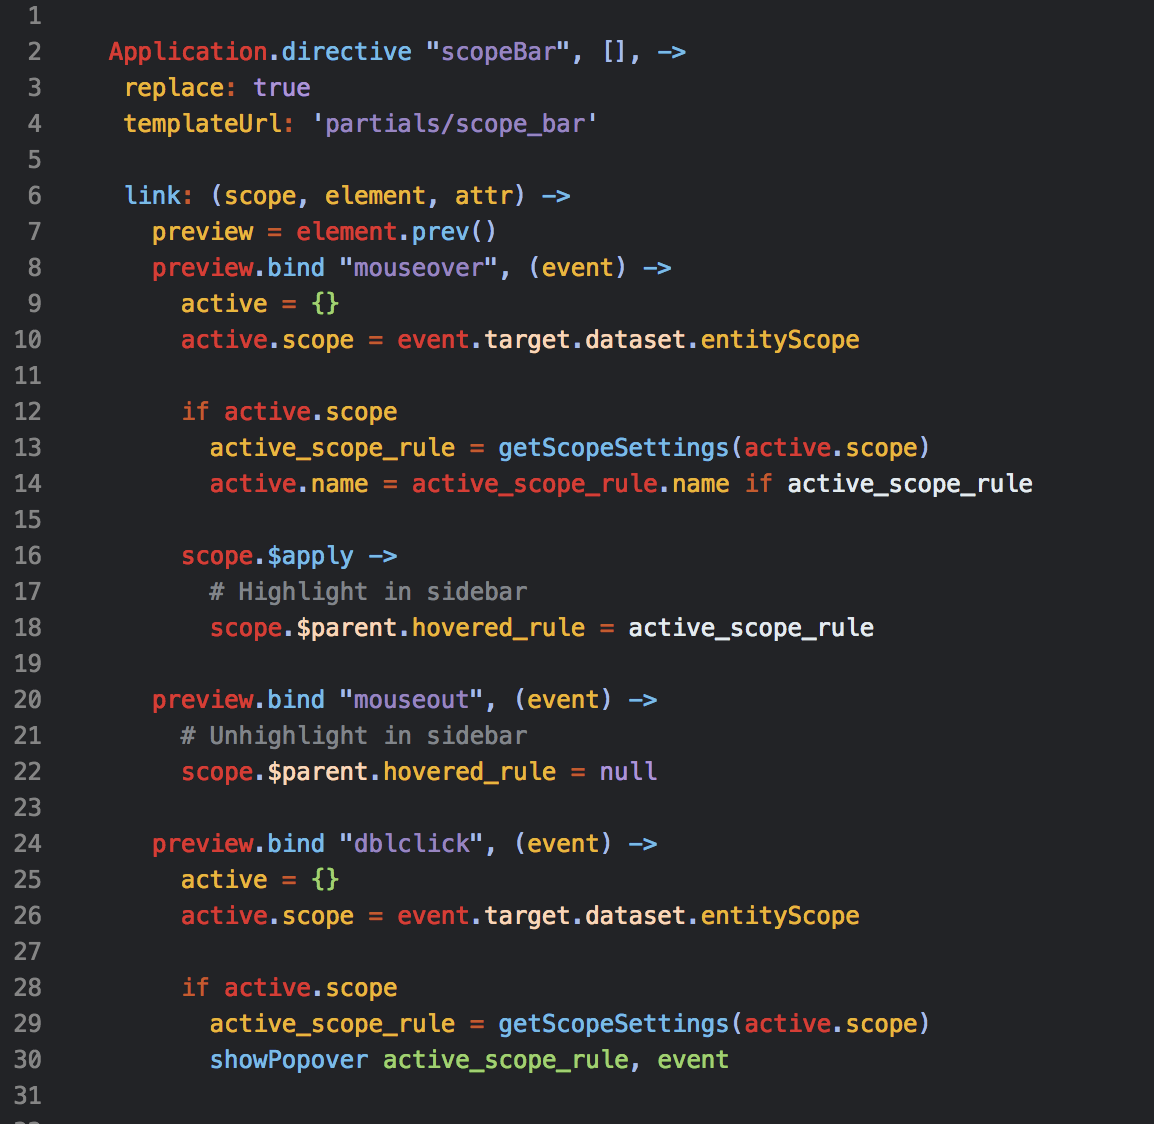 1
2 Application.directive "scopeBar", [], ->
3 replace: true
4 templateUrl: 'partials/scope_bar'
5
6 link: (scope, element, attr) ->
7 preview = element.prev()
8 preview.bind "mouseover", (event) ->
9 active = {}
10 active.scope = event.target.dataset.entityScope
11
12 if active.scope
13 active_scope_rule = getScopeSettings(active.scope)
14 active.name = active_scope_rule.name if active_scope_rule
15
16 scope.$apply ->
17 # Highlight in sidebar
18 scope.$parent.hovered_rule = active_scope_rule
19
20 preview.bind "mouseout", (event) ->
21 # Unhighlight in sidebar
22 scope.$parent.hovered_rule = null
23
24 preview.bind "dblclick", (event) ->
25 active = {}
26 active.scope = event.target.dataset.entityScope
27
28 if active.scope
29 active_scope_rule = getScopeSettings(active.scope)
30 showPopover active_scope_rule, event
31